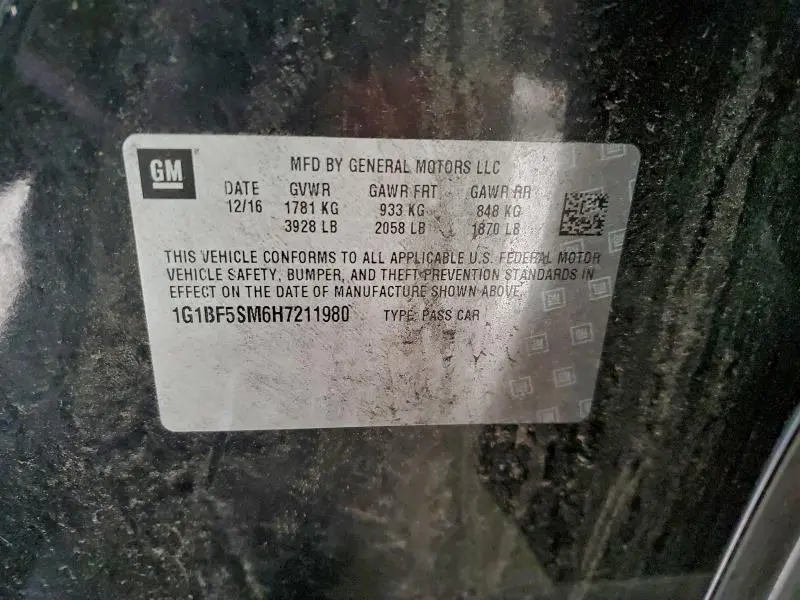 GM
MFD BY GENERAL MOTORS LLC
DATE GVWR GAWR FRT GAWR RR
12/16 1781 KG 933 KG 848 KG
3928 LB 2058 LB 1870 LB
THIS VEHICLE CONFORMS TO ALL APPLICABLE U.S. FEDERAL MOTOR
VEHICLE SAFETY, BUMPER, AND THEFT PREVENTION STANDARDS IN
EFFECT ON THE DATE OF MANUFACTURE SHOWN ABOVE.
1G1BF5SM6H7211980 TYPE: PASS CAR